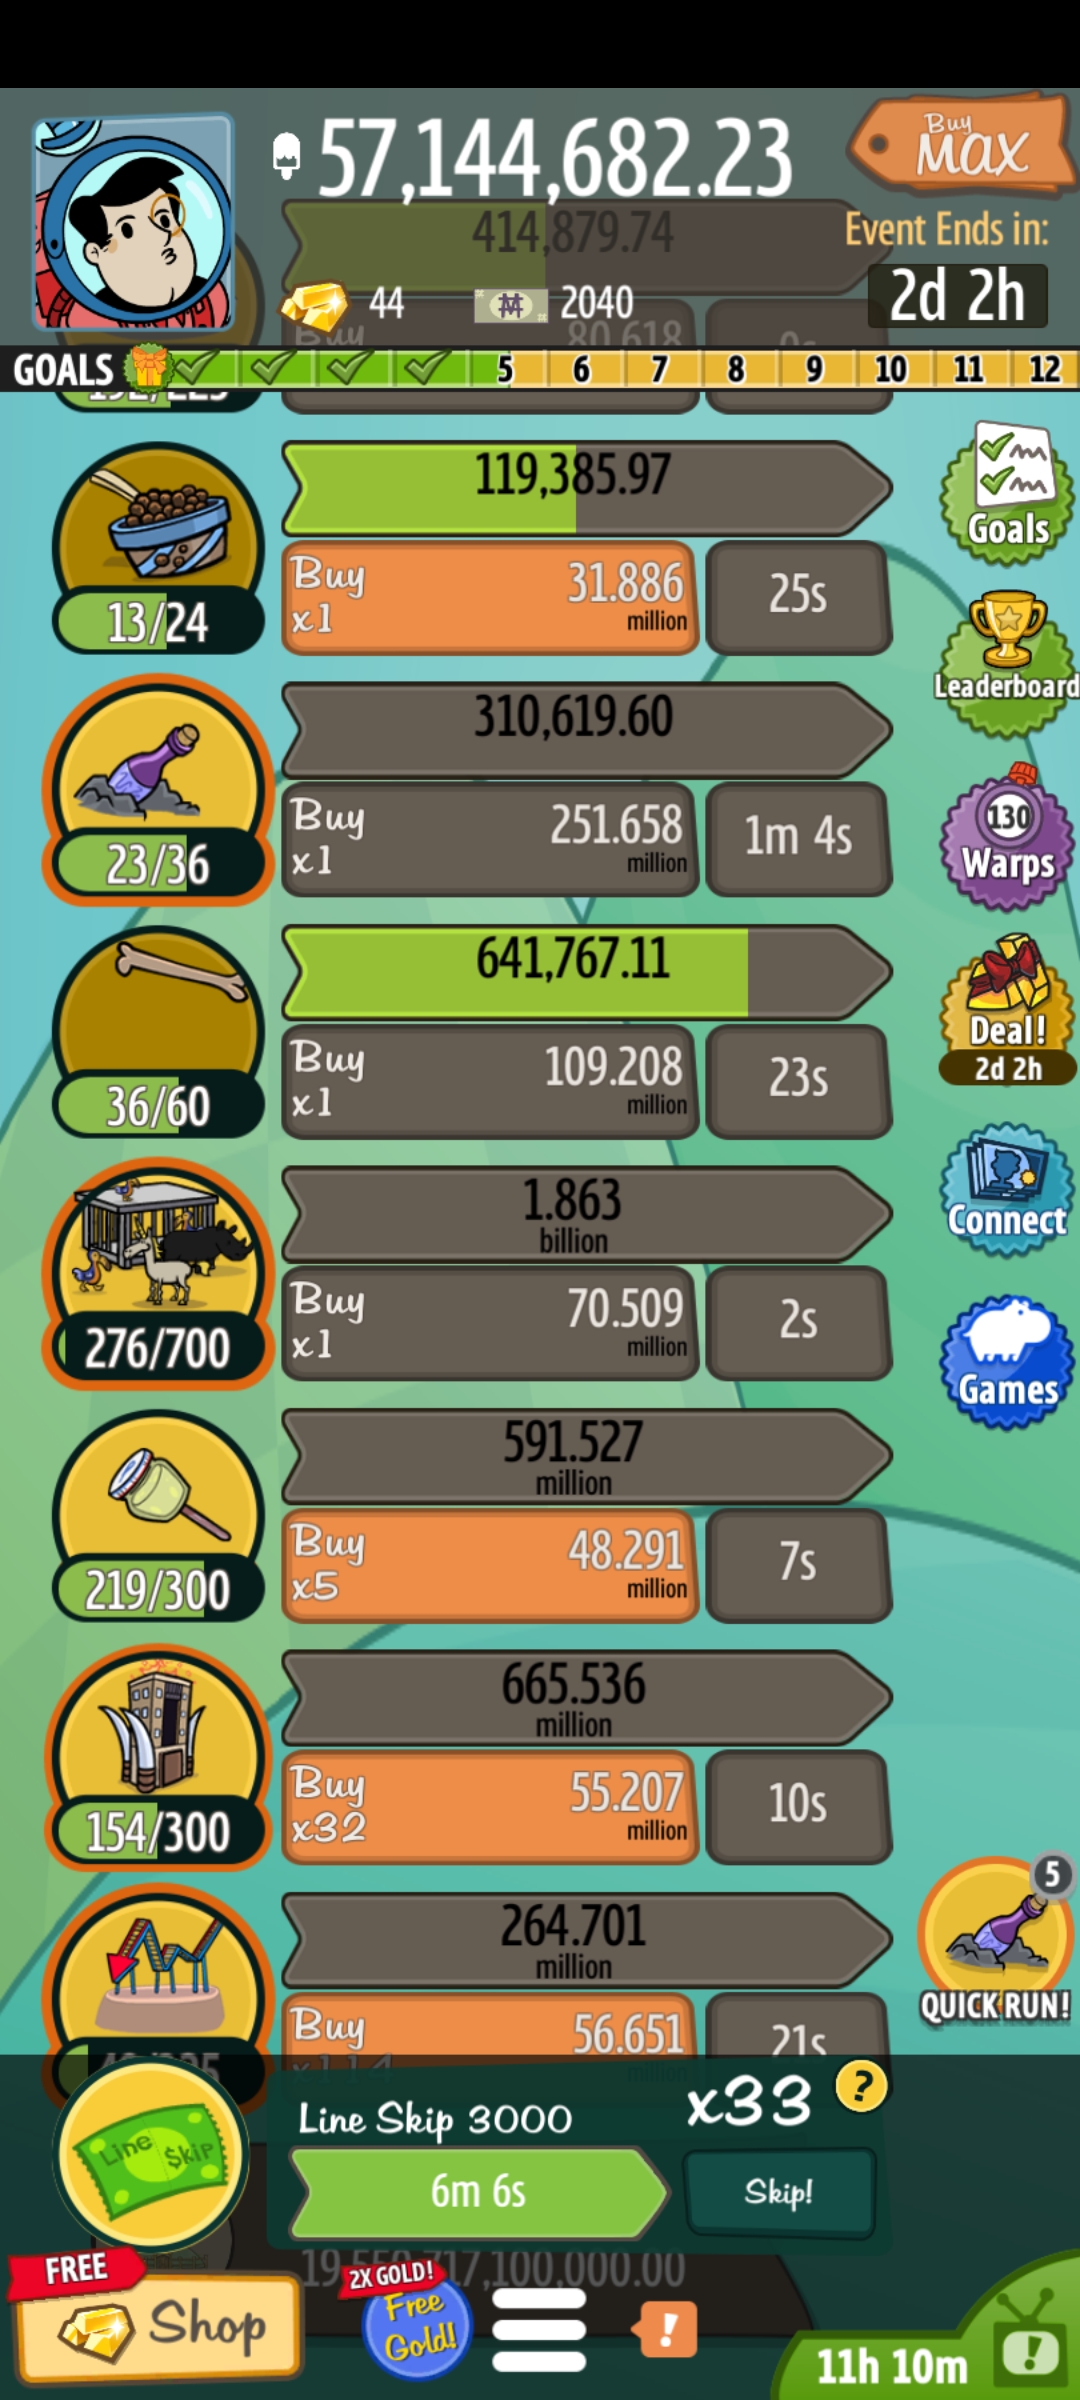 57,144,682.23
Buy
MAX
414,879.74
Event Ends in:
44
2040
2d 2h
Buy
80.618
0s
GOALS
5 6 7 8 9 10 11 12
119,385.97
Goals
Buy
x1
31.886
million
25s
13/24
Leaderboard
310,619.60
Buy
x1
251.658
million
1m 4s
23/36
130
Warps
641,767.11
Deal!
2d 2h
Buy
x1
109.208
million
23s
36/60
1.863
billion
Connect
Buy
x1
70.509
million
2s
276/700
Games
591.527
million
Buy
x5
48.291
million
7s
219/300
665.536
million
Buy
x32
55.207
million
10s
154/300
5
QUICK RUN!
264.701
million
Buy
x114
56.651
million
21s
Line Skip
Line Skip 3000
x33
?
6m 6s
Skip!
FREE
Shop
2X GOLD!
Free
Gold!
!
11h 10m
!